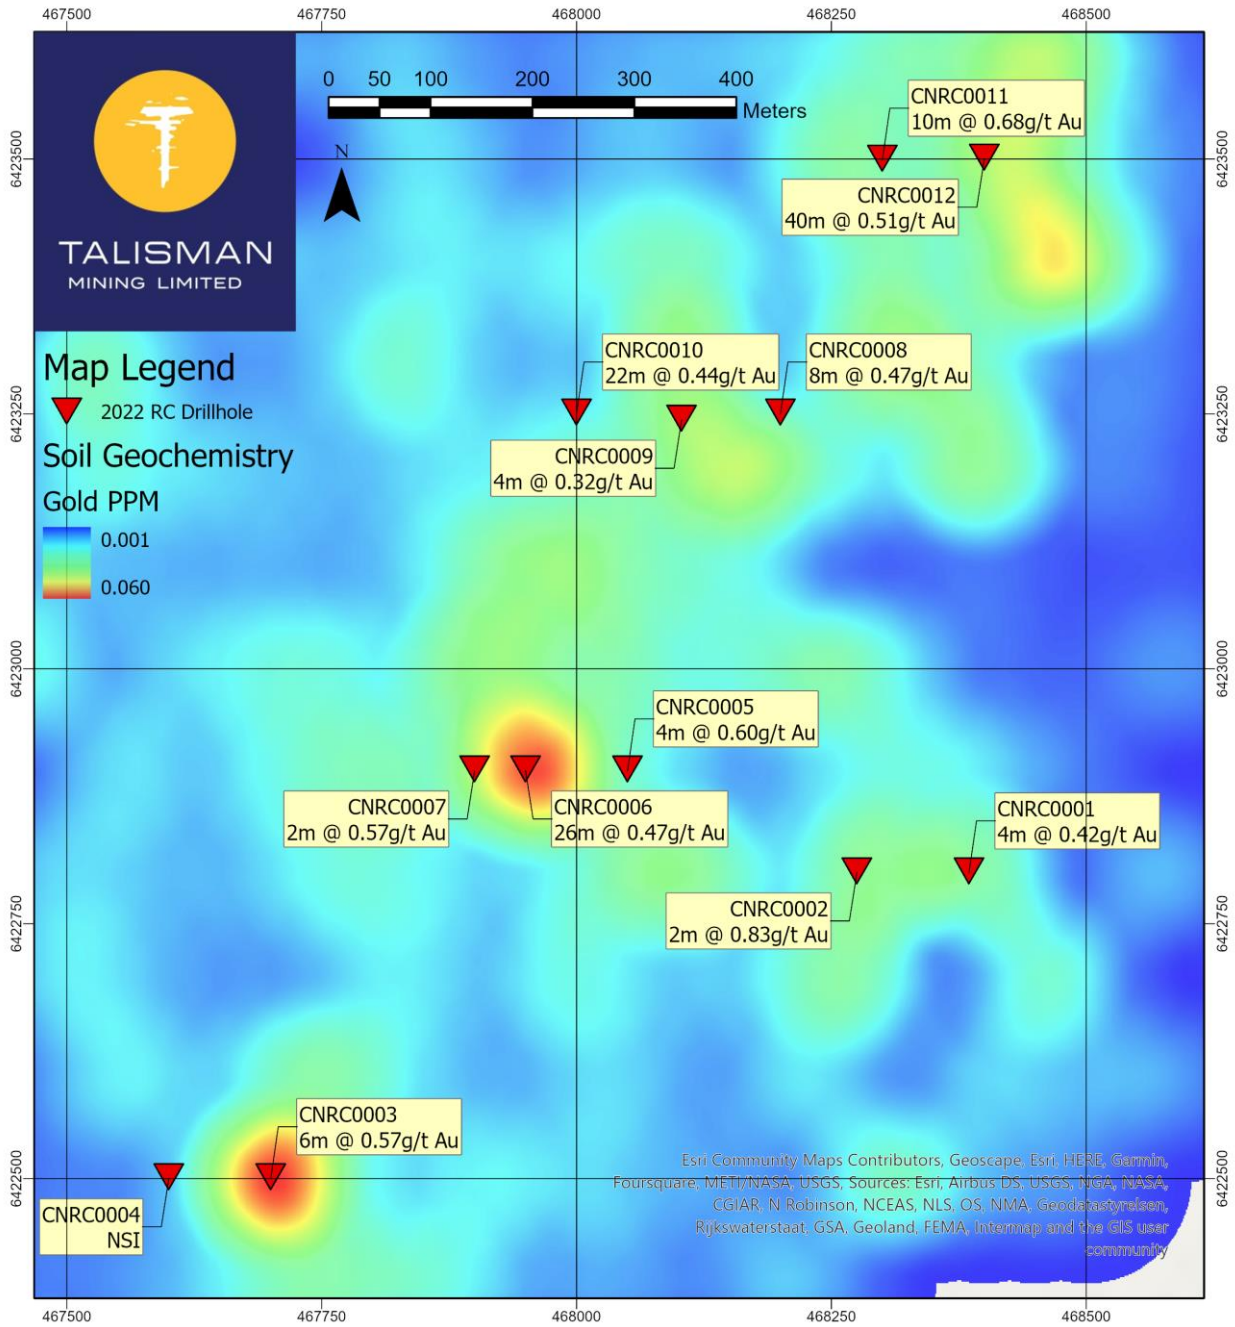 467500 467750 468000 468250 468500
TALISMAN
MINING LIMITED
0 50 100 200 300 400
Meters
N
CNRC0011
10m @ 0.68g/t Au
6423500
6423500
CNRC0012
40m @ 0.51g/t Au
Map Legend
2022 RC Drillhole
Soil Geochemistry
Gold PPM
0.001
0.060
CNRC0010
22m @ 0.44g/t Au
CNRC0008
8m @ 0.47g/t Au
6423250
6423250
CNRC0009
4m @ 0.32g/t Au
6423000
6423000
CNRC0005
4m @ 0.60g/t Au
CNRC0007
2m @ 0.57g/t Au
CNRC0006
26m @ 0.47g/t Au
CNRC0001
4m @ 0.42g/t Au
CNRC0002
2m @ 0.83g/t Au
6422750
6422750
CNRC0003
6m @ 0.57g/t Au
6422500
6422500
CNRC0004
NSI
Esri Community Maps Contributors, Geoscape, Esri, HERE, Garmin,
Foursquare, METI/NASA, USGS, Sources: Esri, Airbus DS, USGS, NGA, NASA,
CGIAR, N Robinson, NCEAS, NLS, OS, NMA, Geodatastyrelsen,
Rijkswaterstaat, GSA, Geoland, FEMA, Intermap and the GIS user
community
467500 467750 468000 468250 468500